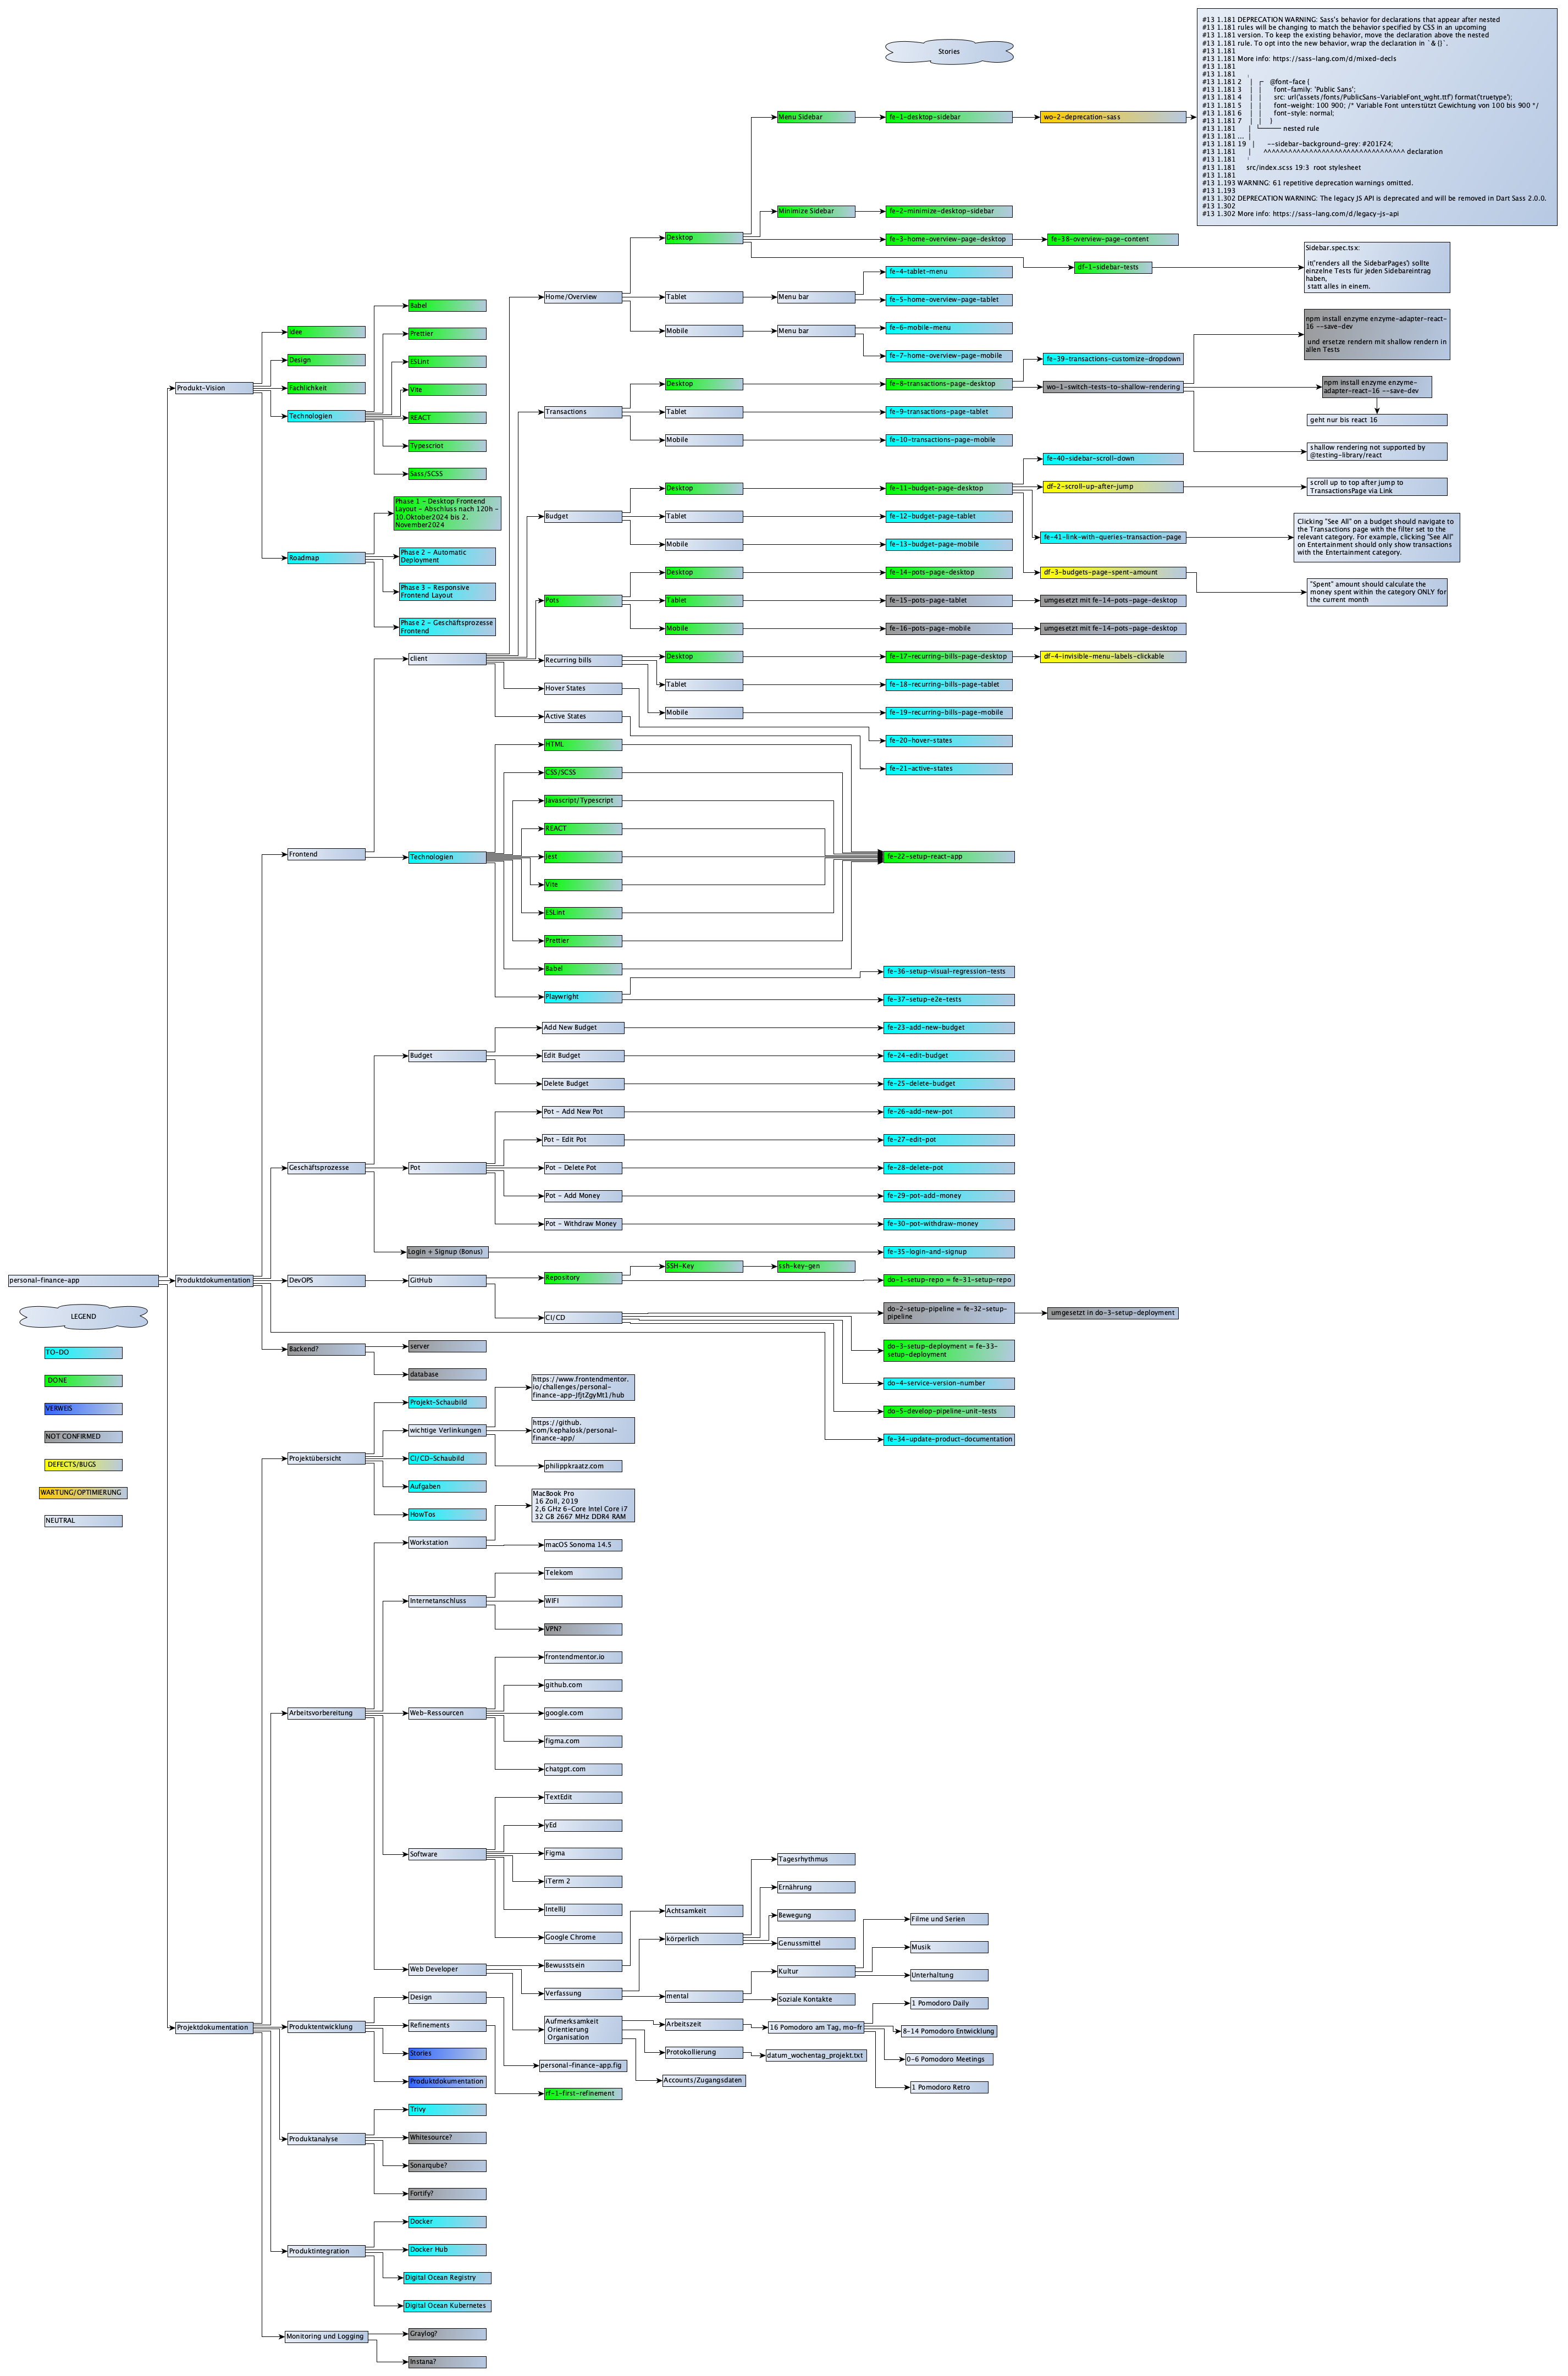 Stories
#13 1.181 DEPRECATION WARNING: Sass's behavior for declarations that appear after nested
#13 1.181 rules will be changing to match the behavior specified by CSS in an upcoming
#13 1.181 version. To keep the existing behavior, move the declaration above the nested
#13 1.181 rule. To opt into the new behavior, wrap the declaration in `& {}`.
#13 1.181
#13 1.181 More info: https://sass-lang.com/d/mixed-decls
#13 1.181
#13 1.181 ,
#13 1.181 2 | ┌ @font-face {
#13 1.181 3 | | font-family: 'Public Sans';
#13 1.181 4 | | src: url('assets/fonts/PublicSans-VariableFont_wght.ttf') format('truetype');
#13 1.181 5 | | font-weight: 100 900; /* Variable Font unterstützt Gewichtung von 100 bis 900 */
#13 1.181 6 | | font-style: normal;
#13 1.181 7 | | }
#13 1.181 | └─── nested rule
#13 1.181 ... |
#13 1.181 19 | --sidebar-background-grey: #201F24;
#13 1.181 | ^^^^^^^^^^^^^^^^^^^^^^^^^^^^^^^^^^ declaration
#13 1.181 '
#13 1.181 src/index.scss 19:3 root stylesheet
#13 1.181
#13 1.193 WARNING: 61 repetitive deprecation warnings omitted.
#13 1.193
#13 1.302 DEPRECATION WARNING: The legacy JS API is deprecated and will be removed in Dart Sass 2.0.0.
#13 1.302
#13 1.302 More info: https://sass-lang.com/d/legacy-js-api
Menu Sidebar
fe-1-desktop-sidebar
wo-2-deprecation-sass
Minimize Sidebar
fe-2-minimize-desktop-sidebar
Desktop
fe-3-home-overview-page-desktop
fe-38-overview-page-content
df-1-sidebar-tests
Sidebar.spec.tsx:
it('renders all the SidebarPages') sollte
einzelne Tests für jeden Sidebareintrag
haben,
statt alles in einem.
Home/Overview
Tablet
Menu bar
fe-4-tablet-menu
fe-5-home-overview-page-tablet
Mobile
Menu bar
fe-6-mobile-menu
fe-7-home-overview-page-mobile
npm install enzyme enzyme-adapter-react-
16 --save-dev
und ersetze rendern mit shallow rendern in
allen Tests
fe-39-transactions-customize-dropdown
Transactions
Desktop
fe-8-transactions-page-desktop
wo-1-switch-tests-to-shallow-rendering
npm install enzyme enzyme-
adapter-react-16 --save-dev
geht nur bis react 16
shallow rendering not supported by
@testing-library/react
Tablet
fe-9-transactions-page-tablet
Mobile
fe-10-transactions-page-mobile
Budget
Desktop
fe-11-budget-page-desktop
fe-40-sidebar-scroll-down
df-2-scroll-up-after-jump
scroll up to top after jump to
TransactionsPage via Link
fe-41-link-with-queries-transaction-page
Clicking "See All" on a budget should navigate to
the Transactions page with the filter set to the
relevant category. For example, clicking "See All"
on Entertainment should only show transactions
with the Entertainment category.
df-3-budgets-page-spent-amount
"Spent" amount should calculate the
money spent within the category ONLY for
the current month
Tablet
fe-12-budget-page-tablet
Mobile
fe-13-budget-page-mobile
Pots
Desktop
fe-14-pots-page-desktop
Tablet
fe-15-pots-page-tablet
umgesetzt mit fe-14-pots-page-desktop
Mobile
fe-16-pots-page-mobile
umgesetzt mit fe-14-pots-page-desktop
Recurring bills
Desktop
fe-17-recurring-bills-page-desktop
df-4-invisible-menu-labels-clickable
Tablet
fe-18-recurring-bills-page-tablet
Mobile
fe-19-recurring-bills-page-mobile
Hover States
fe-20-hover-states
Active States
fe-21-active-states
Produkt-Vision
Idee
Design
Fachlichkeit
Technologien
Babel
Prettier
ESLint
Vite
REACT
Typescriot
Sass/SCSS
Roadmap
Phase 1 - Desktop Frontend
Layout - Abschluss nach 120h -
10.Oktober2024 bis 2.
November2024
Phase 2 - Automatic
Deployment
Phase 3 - Responsive
Frontend Layout
Phase 2 - Geschäftsprozesse
Frontend
client
Frontend
Technologien
HTML
CSS/SCSS
Javascript/Typescript
REACT
Jest
Vite
ESLint
Prettier
Babel
Playwright
fe-22-setup-react-app
fe-36-setup-visual-regression-tests
fe-37-setup-e2e-tests
Geschäftsprozesse
Budget
Add New Budget
fe-23-add-new-budget
Edit Budget
fe-24-edit-budget
Delete Budget
fe-25-delete-budget
Pot
Pot - Add New Pot
fe-26-add-new-pot
Pot - Edit Pot
fe-27-edit-pot
Pot - Delete Pot
fe-28-delete-pot
Pot - Add Money
fe-29-pot-add-money
Pot - Withdraw Money
fe-30-pot-withdraw-money
Login + Signup (Bonus)
fe-35-login-and-signup
personal-finance-app
Produktdokumentation
DevOPS
GitHub
Repository
SSH-Key
ssh-key-gen
do-1-setup-repo = fe-31-setup-repo
CI/CD
do-2-setup-pipeline = fe-32-setup-
pipeline
umgesetzt in do-3-setup-deployment
do-3-setup-deployment = fe-33-
setup-deployment
do-4-service-version-number
do-5-develop-pipeline-unit-tests
fe-34-update-product-documentation
Backend?
server
database
LEGEND
TO-DO
DONE
VERWEIS
NOT CONFIRMED
DEFECTS/BUGS
WARTUNG/OPTIMIERUNG
NEUTRAL
Projektübersicht
Projekt-Schaubild
wichtige Verlinkungen
https://www.frontendmentor.
io/challenges/personal-
finance-app-JfjtZgyMt1/hub
https://github.
com/kephalosk/personal-
finance-app/
philippkraatz.com
CI/CD-Schaubild
Aufgaben
HowTos
Arbeitsvorbereitung
Workstation
MacBook Pro
16 Zoll, 2019
2,6 GHz 6-Core Intel Core i7
32 GB 2667 MHz DDR4 RAM
macOS Sonoma 14.5
Internetanschluss
Telekom
WIFI
VPN?
Web-Ressourcen
frontendmentor.io
github.com
google.com
figma.com
chatgpt.com
Software
TextEdit
yEd
Figma
iTerm 2
IntelliJ
Google Chrome
Web Developer
Bewusstsein
Achtsamkeit
Verfassung
körperlich
Tagesrhythmus
Ernährung
Bewegung
Genussmittel
mental
Kultur
Filme und Serien
Musik
Unterhaltung
Soziale Kontakte
Aufmerksamkeit
Orientierung
Organisation
Arbeitszeit
16 Pomodoro am Tag, mo-fr
1 Pomodoro Daily
8-14 Pomodoro Entwicklung
0-6 Pomodoro Meetings
1 Pomodoro Retro
Protokollierung
datum_wochentag_projekt.txt
Accounts/Zugangsdaten
Projektdokumentation
Produktentwicklung
Design
personal-finance-app.fig
Refinements
rf-1-first-refinement
Stories
Produktdokumentation
Produktanalyse
Trivy
Whitesource?
Sonarqube?
Fortify?
Produktintegration
Docker
Docker Hub
Digital Ocean Registry
Digital Ocean Kubernetes
Monitoring und Logging
Graylog?
Instana?